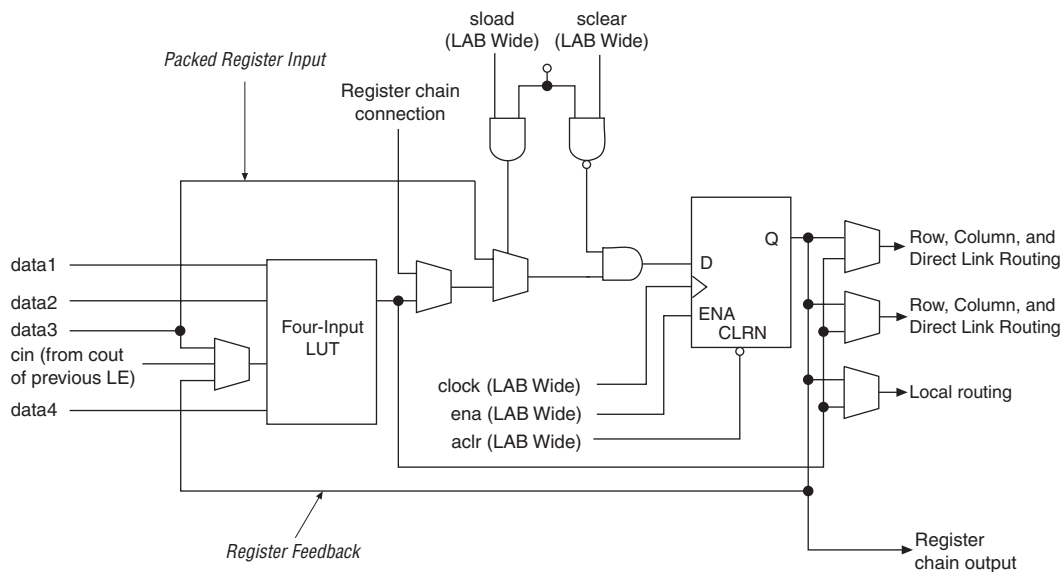 sload
(LAB Wide)
sclear
(LAB Wide)
Packed Register Input
Register chain
connection
data1
data2
data3
cin (from cout
of previous LE)
data4
Four-Input
LUT
D
Q
ENA
CLRN
clock (LAB Wide)
ena (LAB Wide)
aclr (LAB Wide)
Row, Column, and
Direct Link Routing
Row, Column, and
Direct Link Routing
Local routing
Register Feedback
Register
chain output